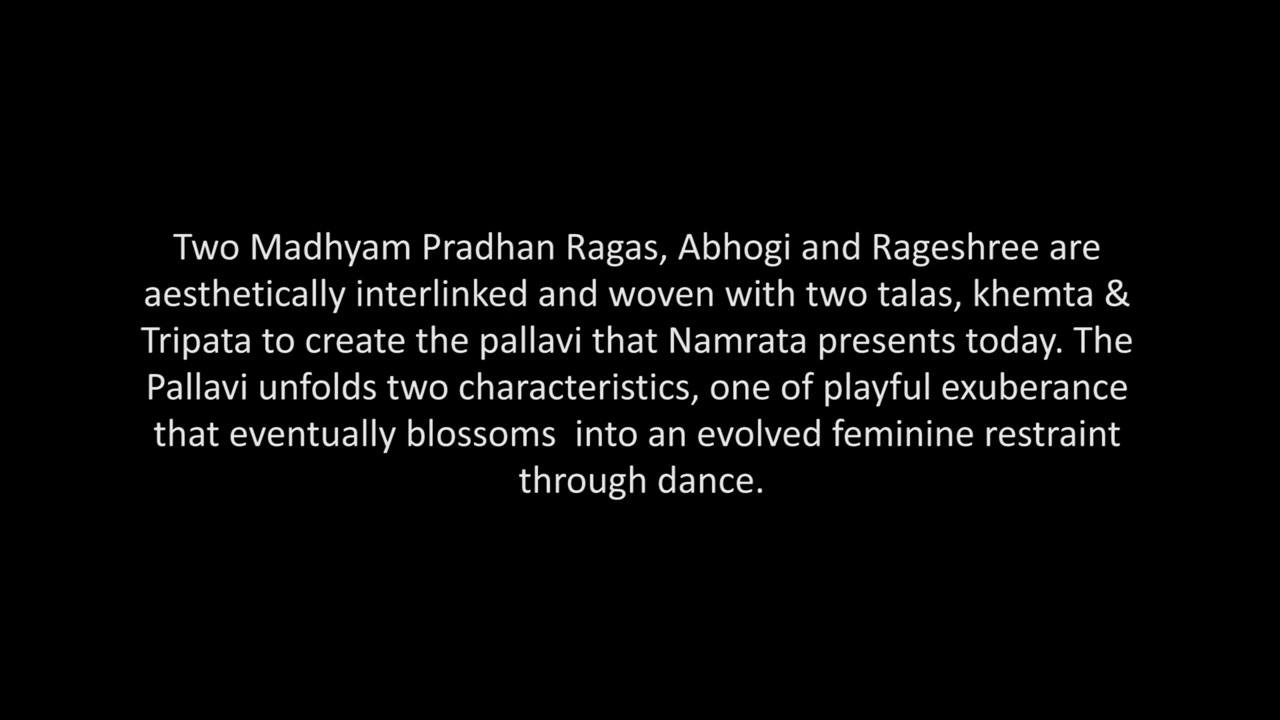 Two Madhyam Pradhan Ragas, Abhogi and Rageshree are
aesthetically interlinked and woven with two talas, khemta &
Tripata to create the pallavi that Namrata presents today. The
Pallavi unfolds two characteristics, one of playful exuberance
that eventually blossoms  into an evolved feminine restraint
through dance.